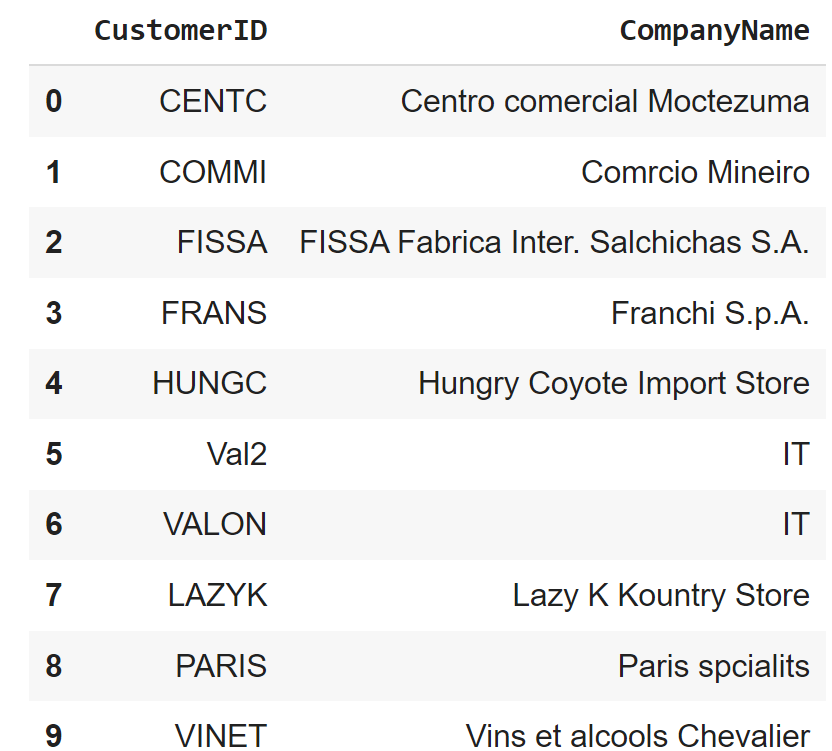 CustomerID CompanyName
0 CENTC Centro comercial Moctezuma
1 COMMI Comrcio Mineiro
2 FISSA FISSA Fabrica Inter. Salchichas S.A.
3 FRANS Franchi S.p.A.
4 HUNGC Hungry Coyote Import Store
5 Val2 IT
6 VALON IT
7 LAZYK Lazy K Kountry Store
8 PARIS Paris spcialits
9 VINET Vins et alcools Chevalier